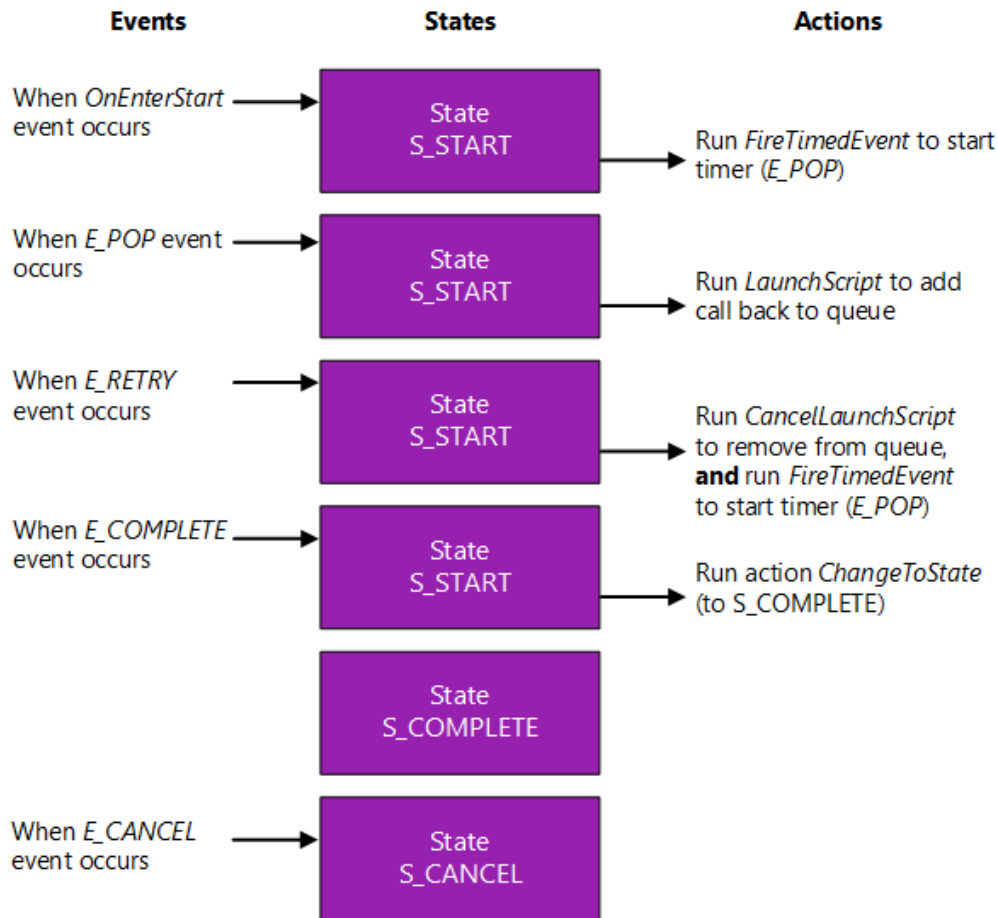 Events
States
Actions
When OnEnterStart
event occurs
State
S_START
Run FireTimedEvent to start
timer (E_POP)
When E_POP event
occurs
State
S_START
Run LaunchScript to add
call back to queue
When E_RETRY
event occurs
State
S_START
Run CancelLaunchScript
to remove from queue,
and run FireTimedEvent
to start timer (E_POP)
When E_COMPLETE
event occurs
State
S_START
Run action ChangeToState
(to S_COMPLETE)
State
S_COMPLETE
When E_CANCEL
event occurs
State
S_CANCEL